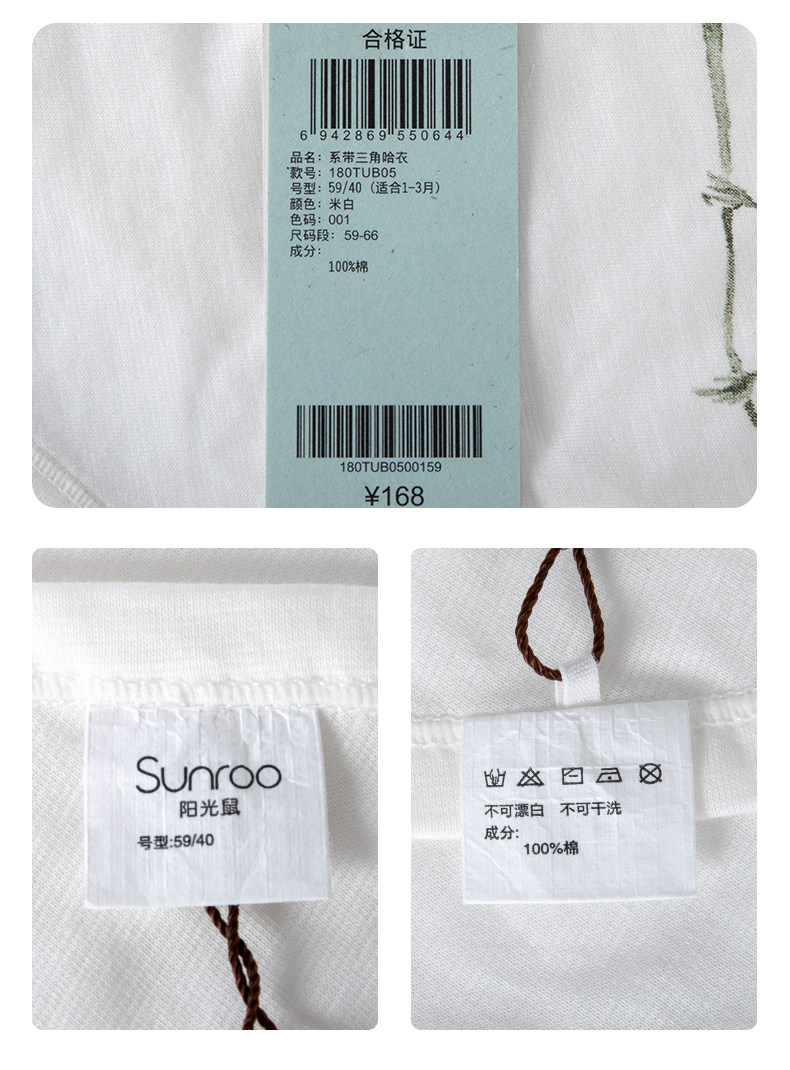 合格证
6 942869 550644
品名：系带三角哈衣
款号：180TUB05
号型：59/40（适合1-3月）
颜色：米白
色码：001
尺码段：59-66
成分：
100%棉
180TUB0500159
¥168
Sunroo
阳光鼠
号型:59/40
不可漂白 不可干洗
成分:
100%棉